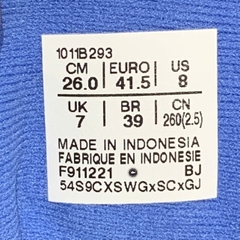 1011B293
CM EURO US
26.0 41.5 8
UK BR CN
7 39 260(2.5)
MADE IN INDONESIA
FABRIQUE EN INDONESIE
F911221 BJ
54S9CXSWGxSCxGJ